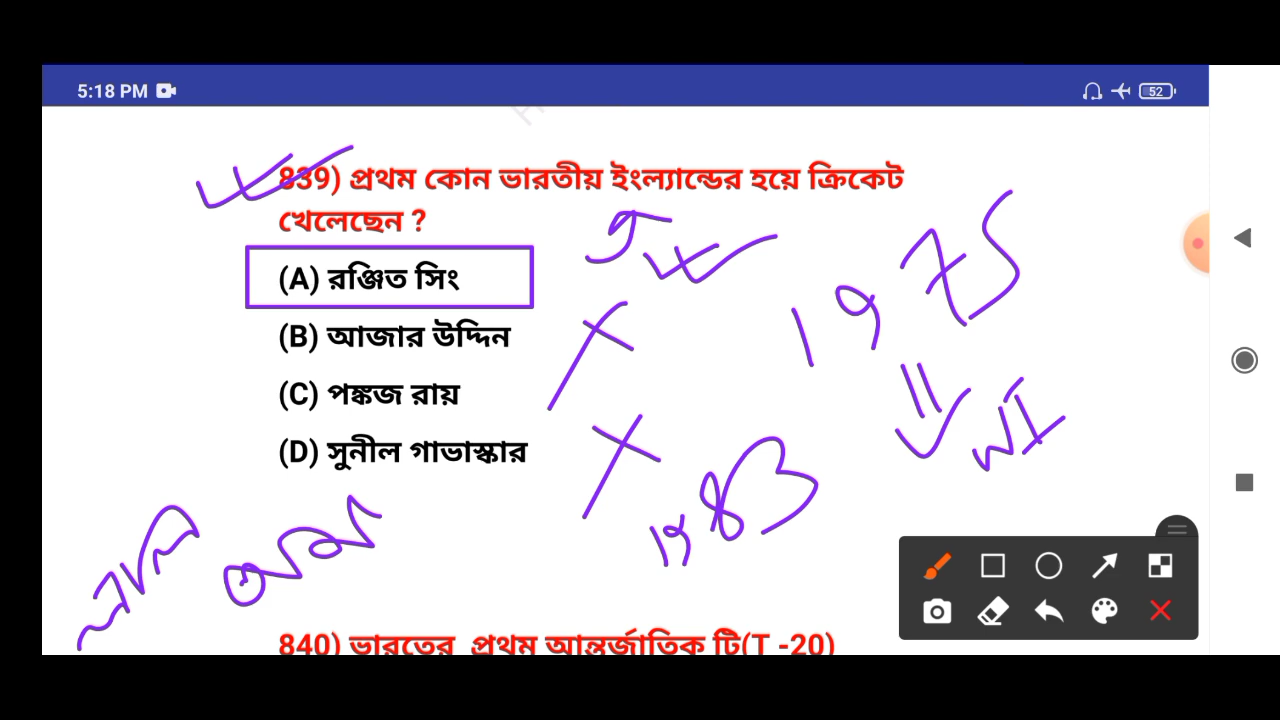 5:18 PM
52
839) প্রথম কোন ভারতীয় ইংল্যান্ডের হয়ে ক্রিকেট
খেলেছেন ?
(A) রঞ্জিত সিং
(B) আজার উদ্দিন
(C) পঙ্কজ রায়
(D) সুনীল গাভাস্কার
1975
WI
1983
840) ভারতের প্রথম আন্তর্জাতিক টি(T -20)